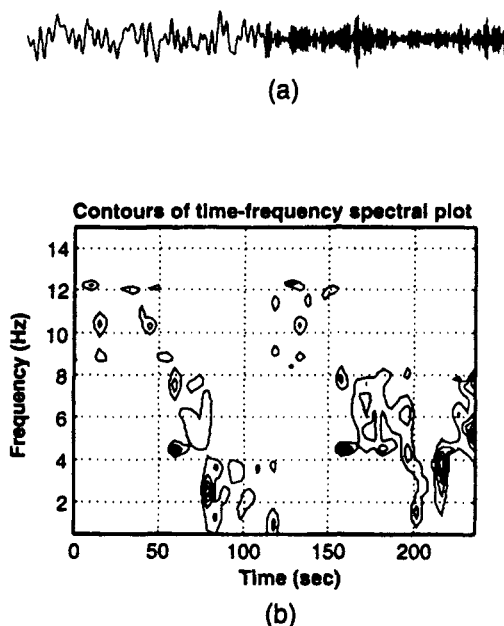 (a)
Contours of time-frequency spectral plot
14
12
10
8
6
4
2
Frequency (Hz)
0 50 100 150 200
Time (sec)
(b)